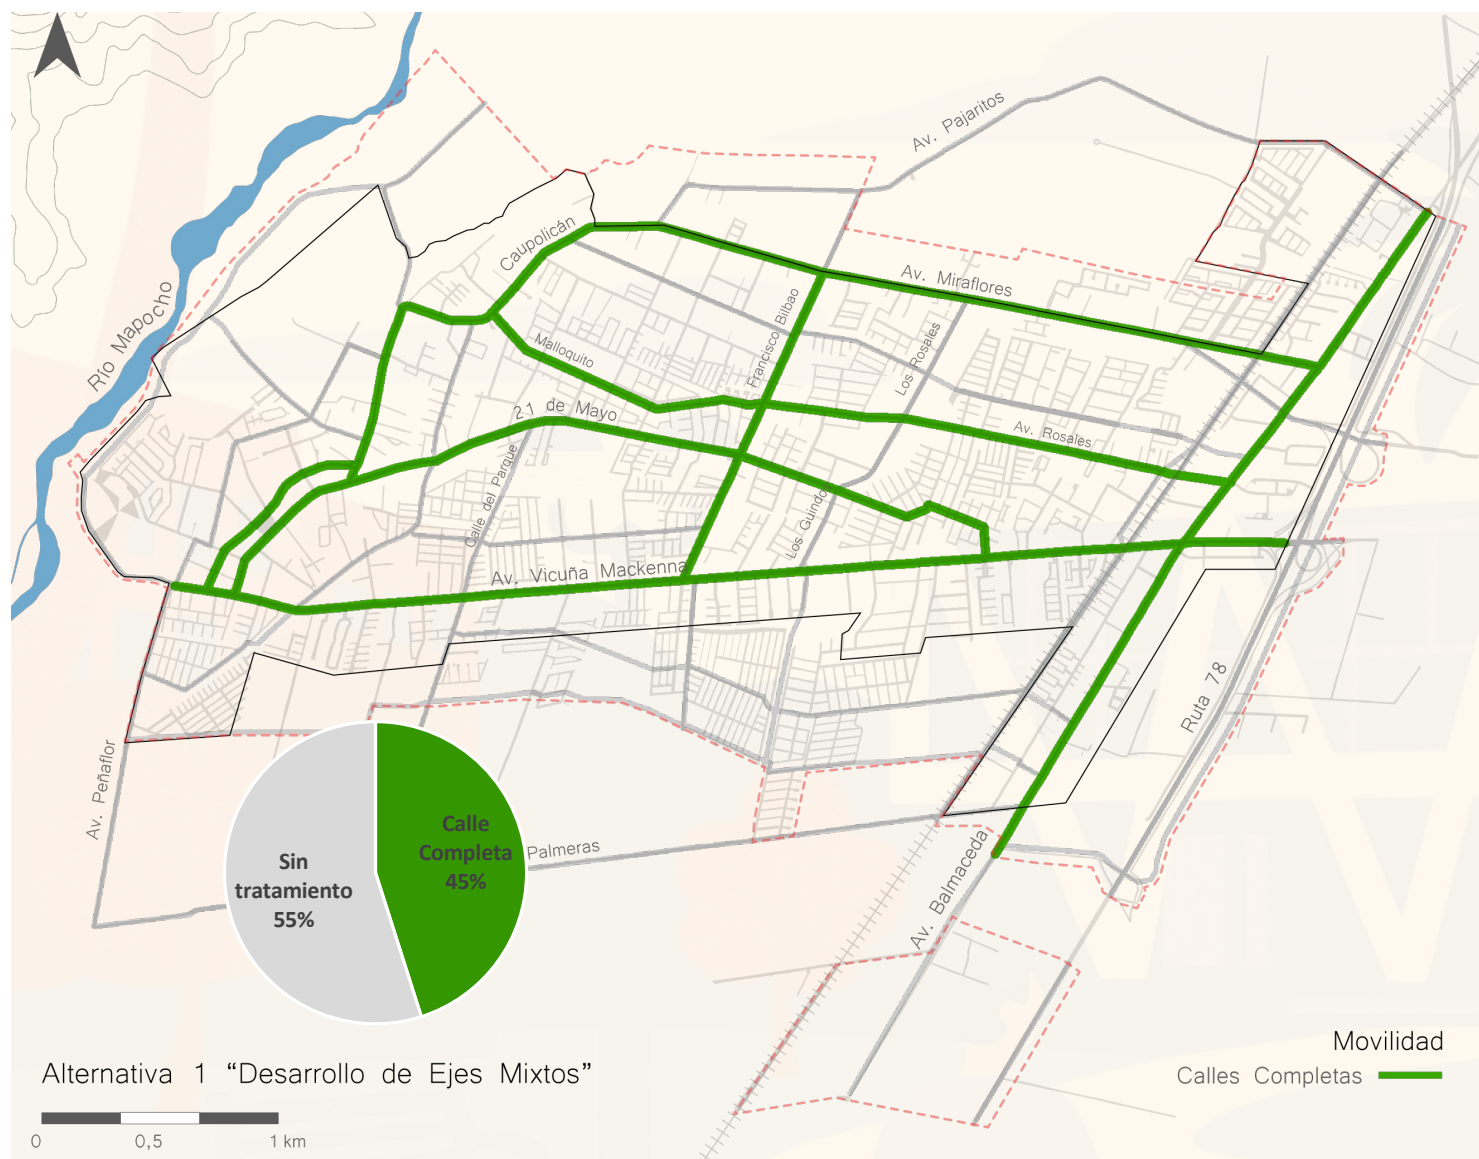 Av. Pajaritos
Caupolicán
Av. Miraflores
Río Mapocho
Francisco Bilbao
Los Rosales
Malloquito
21 de Mayo
Av. Rosales
Calle del Parque
Los Guindo
Av. Vicuña Mackenna
Ruta 78
Av. Peñaflor
Calle
Completa
45%
Sin
tratamiento
55%
Palmeras
Av. Balmaceda
Movilidad
Calles Completas
Alternativa 1 “Desarrollo de Ejes Mixtos”
0 0,5 1 km